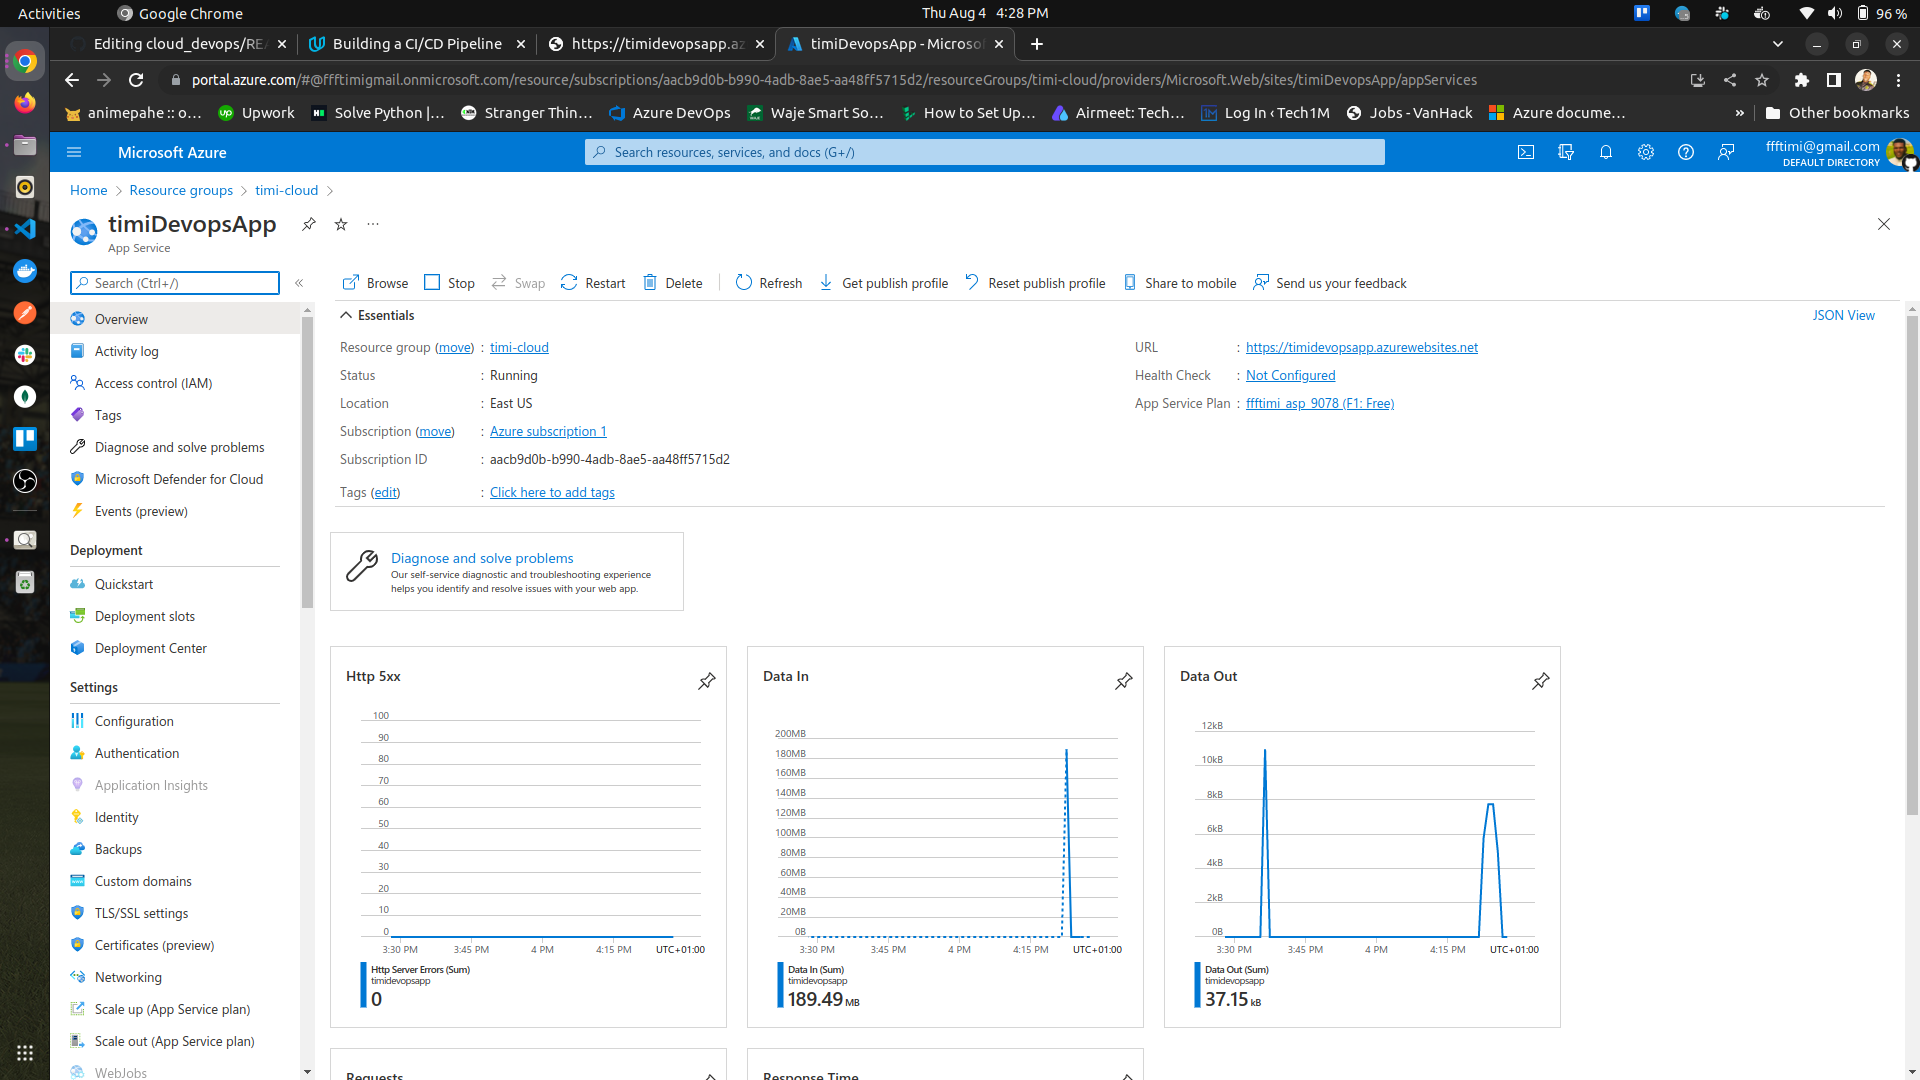 Activities
Google Chrome
Thu Aug 4 4:28 PM
96 %
Editing cloud_devops/REA
Building a CI/CD Pipeline
https://timidevopsapp.az
timiDevopsApp - Microsof
portal.azure.com/#@ffftimigmail.onmicrosoft.com/resource/subscriptions/aacb9d0b-b990-4adb-8ae5-aa48ff5715d2/resourceGroups/timi-cloud/providers/Microsoft.Web/sites/timiDevopsApp/appServices
animepahe :: o…
Upwork
Solve Python |…
Stranger Thin…
Azure DevOps
Waje Smart So…
How to Set Up…
Airmeet: Tech…
Log In ‹ Tech1M
Jobs - VanHack
Azure docume…
»
Other bookmarks
Microsoft Azure
Search resources, services, and docs (G+/)
ffftimi@gmail.com
DEFAULT DIRECTORY
Home > Resource groups > timi-cloud >
timiDevopsApp
App Service
Search (Ctrl+/)
«
Browse
Stop
Swap
Restart
Delete
Refresh
Get publish profile
Reset publish profile
Share to mobile
Send us your feedback
Overview
Activity log
Access control (IAM)
Tags
Diagnose and solve problems
Microsoft Defender for Cloud
Events (preview)
Deployment
Quickstart
Deployment slots
Deployment Center
Settings
Configuration
Authentication
Application Insights
Identity
Backups
Custom domains
TLS/SSL settings
Certificates (preview)
Networking
Scale up (App Service plan)
Scale out (App Service plan)
WebJobs
Essentials
JSON View
Resource group (move) : timi-cloud
Status : Running
Location : East US
Subscription (move) : Azure subscription 1
Subscription ID : aacb9d0b-b990-4adb-8ae5-aa48ff5715d2
Tags (edit) : Click here to add tags
URL : https://timidevopsapp.azurewebsites.net
Health Check : Not Configured
App Service Plan : ffftimi_asp_9078 (F1: Free)
Diagnose and solve problems
Our self-service diagnostic and troubleshooting experience
helps you identify and resolve issues with your web app.
Http 5xx
100
90
80
70
60
50
40
30
20
10
0
3:30 PM 3:45 PM 4 PM 4:15 PM UTC+01:00
Http Server Errors (Sum)
timidevopsapp
0
Data In
200MB
180MB
160MB
140MB
120MB
100MB
80MB
60MB
40MB
20MB
0B
3:30 PM 3:45 PM 4 PM 4:15 PM UTC+01:00
Data In (Sum)
timidevopsapp
189.49 MB
Data Out
12kB
10kB
8kB
6kB
4kB
2kB
0B
3:30 PM 3:45 PM 4 PM 4:15 PM UTC+01:00
Data Out (Sum)
timidevopsapp
37.15 kB
Requests
Response Time